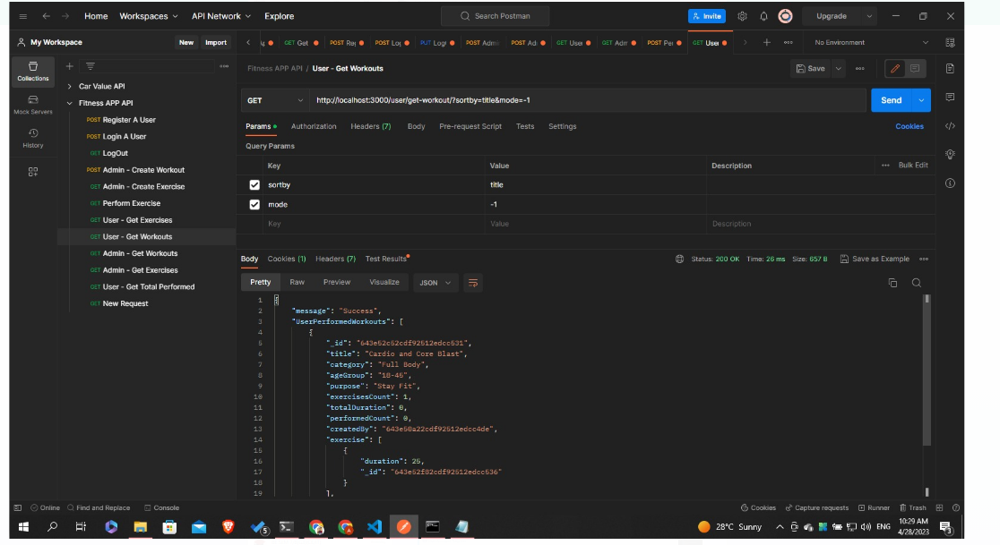 Home Workspaces API Network Explore Search Postman Invite Upgrade
My Workspace New Import GET Get POST Reg POST Log PUT Logo POST Admi POST Ad GET User GET Adm POST Per GET User No Environment
Collections
Mock Servers
History
Car Value API
Fitness APP API
POST Register A User
POST Login A User
GET LogOut
POST Admin - Create Workout
GET Admin - Create Exercise
GET Perform Exercise
GET User - Get Exercises
GET User - Get Workouts
GET Admin - Get Workouts
GET Admin - Get Exercises
GET User - Get Total Performed
GET New Request
Fitness APP API / User - Get Workouts Save
GET http://localhost:3000/user/get-workout/?sortby=title&mode=-1 Send
Params Authorization Headers (7) Body Pre-request Script Tests Settings Cookies
Query Params
Key Value Description Bulk Edit
sortby title
mode -1
Key Value Description
Body Cookies (1) Headers (7) Test Results Status: 200 OK Time: 26 ms Size: 657 B Save as Example
Pretty Raw Preview Visualize JSON
1 {
2 "message": "Success",
3 "UserPerformedWorkouts": [
4 {
5 "_id": "643e52c52cdf92512edcc531",
6 "title": "Cardio and Core Blast",
7 "category": "Full Body",
8 "ageGroup": "18-45",
9 "purpose": "Stay Fit",
10 "exercisesCount": 1,
11 "totalDuration": 0,
12 "performedCount": 0,
13 "createdBy": "643e50a22cdf92512edcc4de",
14 "exercise": [
15 {
16 "duration": 25,
17 "_id": "643e52f82cdf92512edcc536"
18 }
19 ],
Online Find and Replace Console Cookies Capture requests Runner Trash
5 28°C Sunny ENG 10:29 AM
4/28/2023 3